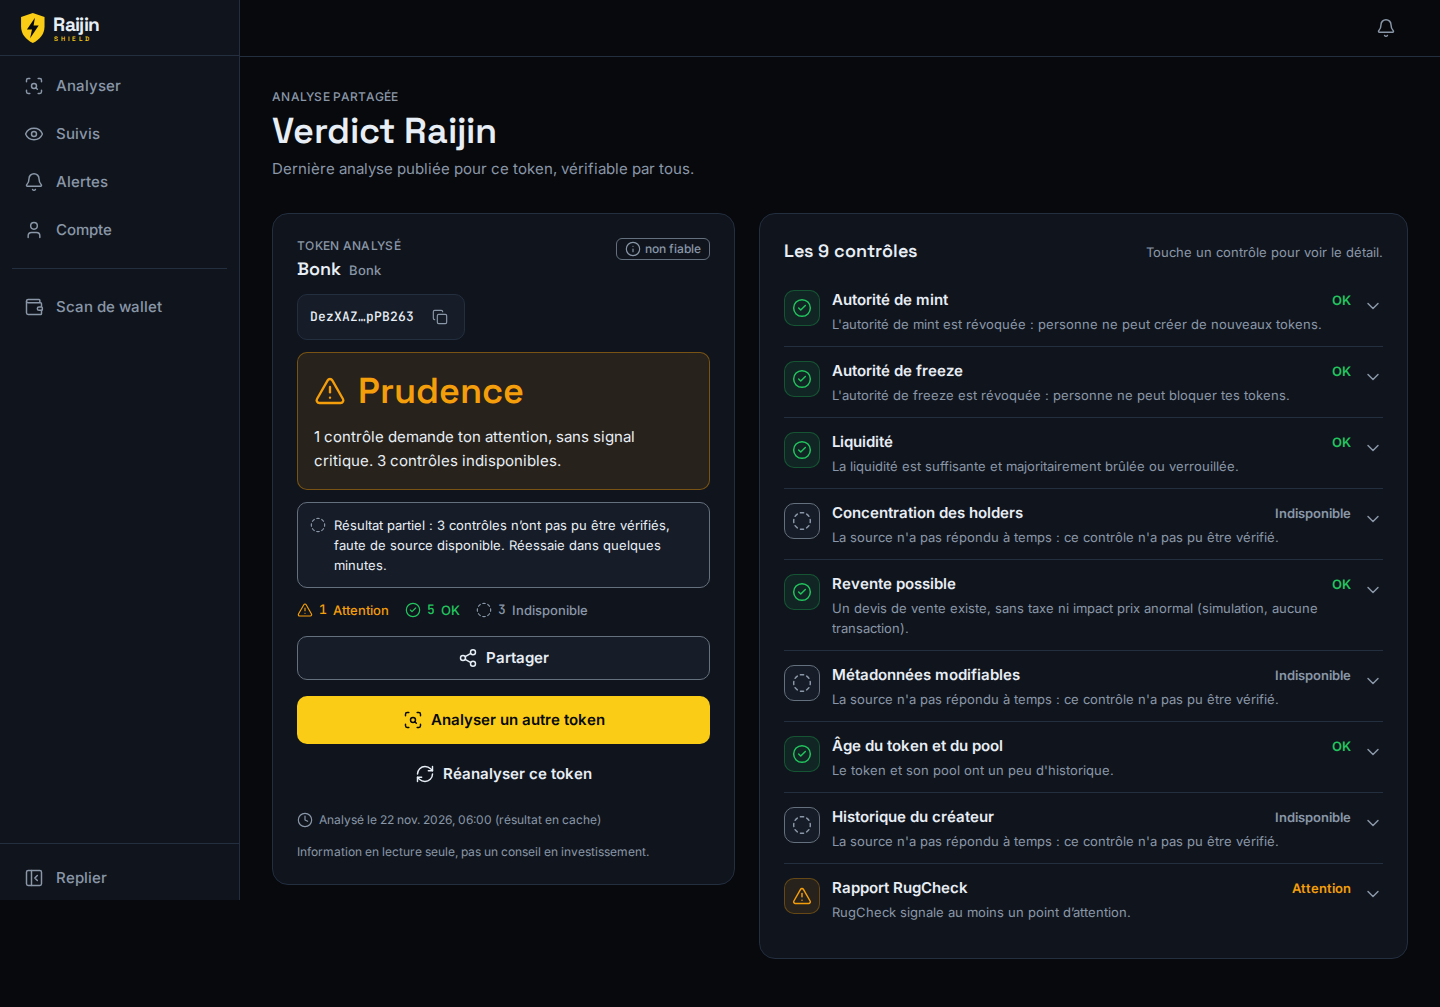 Raijin
SHIELD
Analyser
Suivis
Alertes
Compte
Scan de wallet
Replier
ANALYSE PARTAGÉE
Verdict Raijin
Dernière analyse publiée pour ce token, vérifiable par tous.
TOKEN ANALYSÉ
non fiable
Bonk Bonk
DezXAZ…pPB263
Prudence
1 contrôle demande ton attention, sans signal
critique. 3 contrôles indisponibles.
Résultat partiel : 3 contrôles n’ont pas pu être vérifiés,
faute de source disponible. Réessaie dans quelques
minutes.
1 Attention 5 OK 3 Indisponible
Partager
Analyser un autre token
Réanalyser ce token
Analysé le 22 nov. 2026, 06:00 (résultat en cache)
Information en lecture seule, pas un conseil en investissement.
Les 9 contrôles
Touche un contrôle pour voir le détail.
Autorité de mint OK
L'autorité de mint est révoquée : personne ne peut créer de nouveaux tokens.
Autorité de freeze OK
L'autorité de freeze est révoquée : personne ne peut bloquer tes tokens.
Liquidité OK
La liquidité est suffisante et majoritairement brûlée ou verrouillée.
Concentration des holders Indisponible
La source n'a pas répondu à temps : ce contrôle n'a pas pu être vérifié.
Revente possible OK
Un devis de vente existe, sans taxe ni impact prix anormal (simulation, aucune
transaction).
Métadonnées modifiables Indisponible
La source n'a pas répondu à temps : ce contrôle n'a pas pu être vérifié.
Âge du token et du pool OK
Le token et son pool ont un peu d'historique.
Historique du créateur Indisponible
La source n'a pas répondu à temps : ce contrôle n'a pas pu être vérifié.
Rapport RugCheck Attention
RugCheck signale au moins un point d’attention.